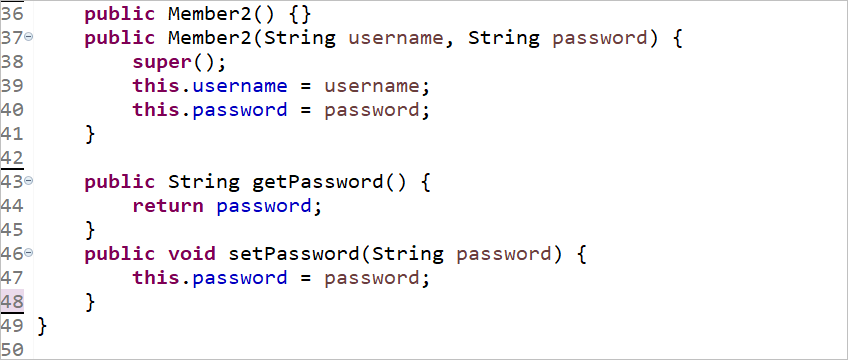 36    public Member2() {}
37    public Member2(String username, String password) {
38        super();
39        this.username = username;
40        this.password = password;
41    }
42
43    public String getPassword() {
44        return password;
45    }
46    public void setPassword(String password) {
47        this.password = password;
48    }
49 }
50